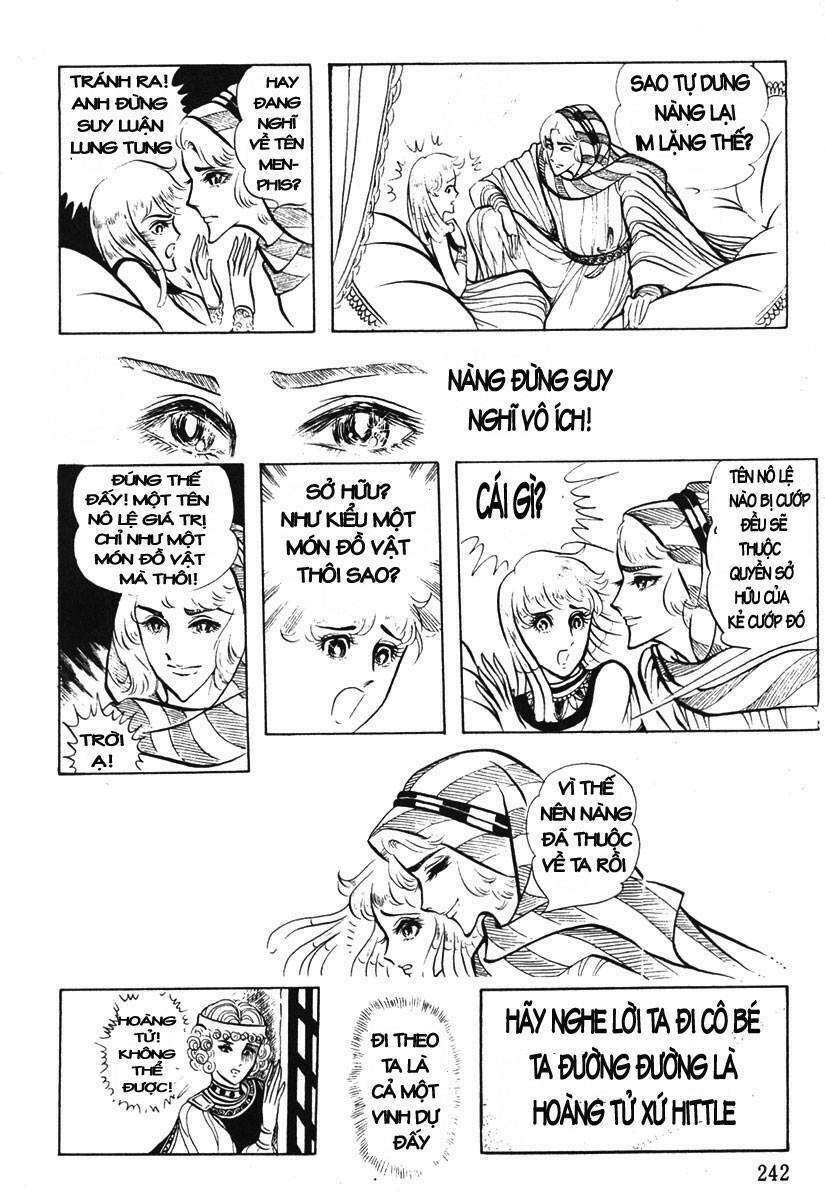 SAO TỰ DƯNG
NÀNG LẠI
IM LẶNG THẾ?
HAY
ĐANG
NGHĨ
VỀ TÊN
MEN-
PHIS?
TRÁNH RA!
ANH ĐỪNG
SUY LUẬN
LUNG TUNG
NÀNG ĐỪNG SUY
NGHĨ VÔ ÍCH!
TÊN NÔ LỆ
NÀO BỊ CƯỚP
ĐỀU SẼ
THUỘC
QUYỀN SỞ
HỮU CỦA
KẺ CƯỚP ĐÓ
CÁI GÌ?
SỞ HỮU?
NHƯ KIỂU MỘT
MÓN ĐỒ VẬT
THÔI SAO?
ĐÚNG THẾ
ĐẤY! MỘT TÊN
NÔ LỆ GIÁ TRỊ
CHỈ NHƯ MỘT
MÓN ĐỒ VẬT
MÀ THÔI!
TRỜI
Ạ!
VÌ THẾ
NÊN NÀNG
ĐÃ THUỘC
VỀ TA RỒI
HÃY NGHE LỜI TA ĐI CÔ BÉ
TA ĐƯỜNG ĐƯỜNG LÀ
HOÀNG TỬ XỨ HITTLE
ĐI THEO
TA LÀ
CẢ MỘT
VINH DỰ
ĐẤY
HOÀNG
TỬ!
KHÔNG
THỂ
ĐƯỢC!
242